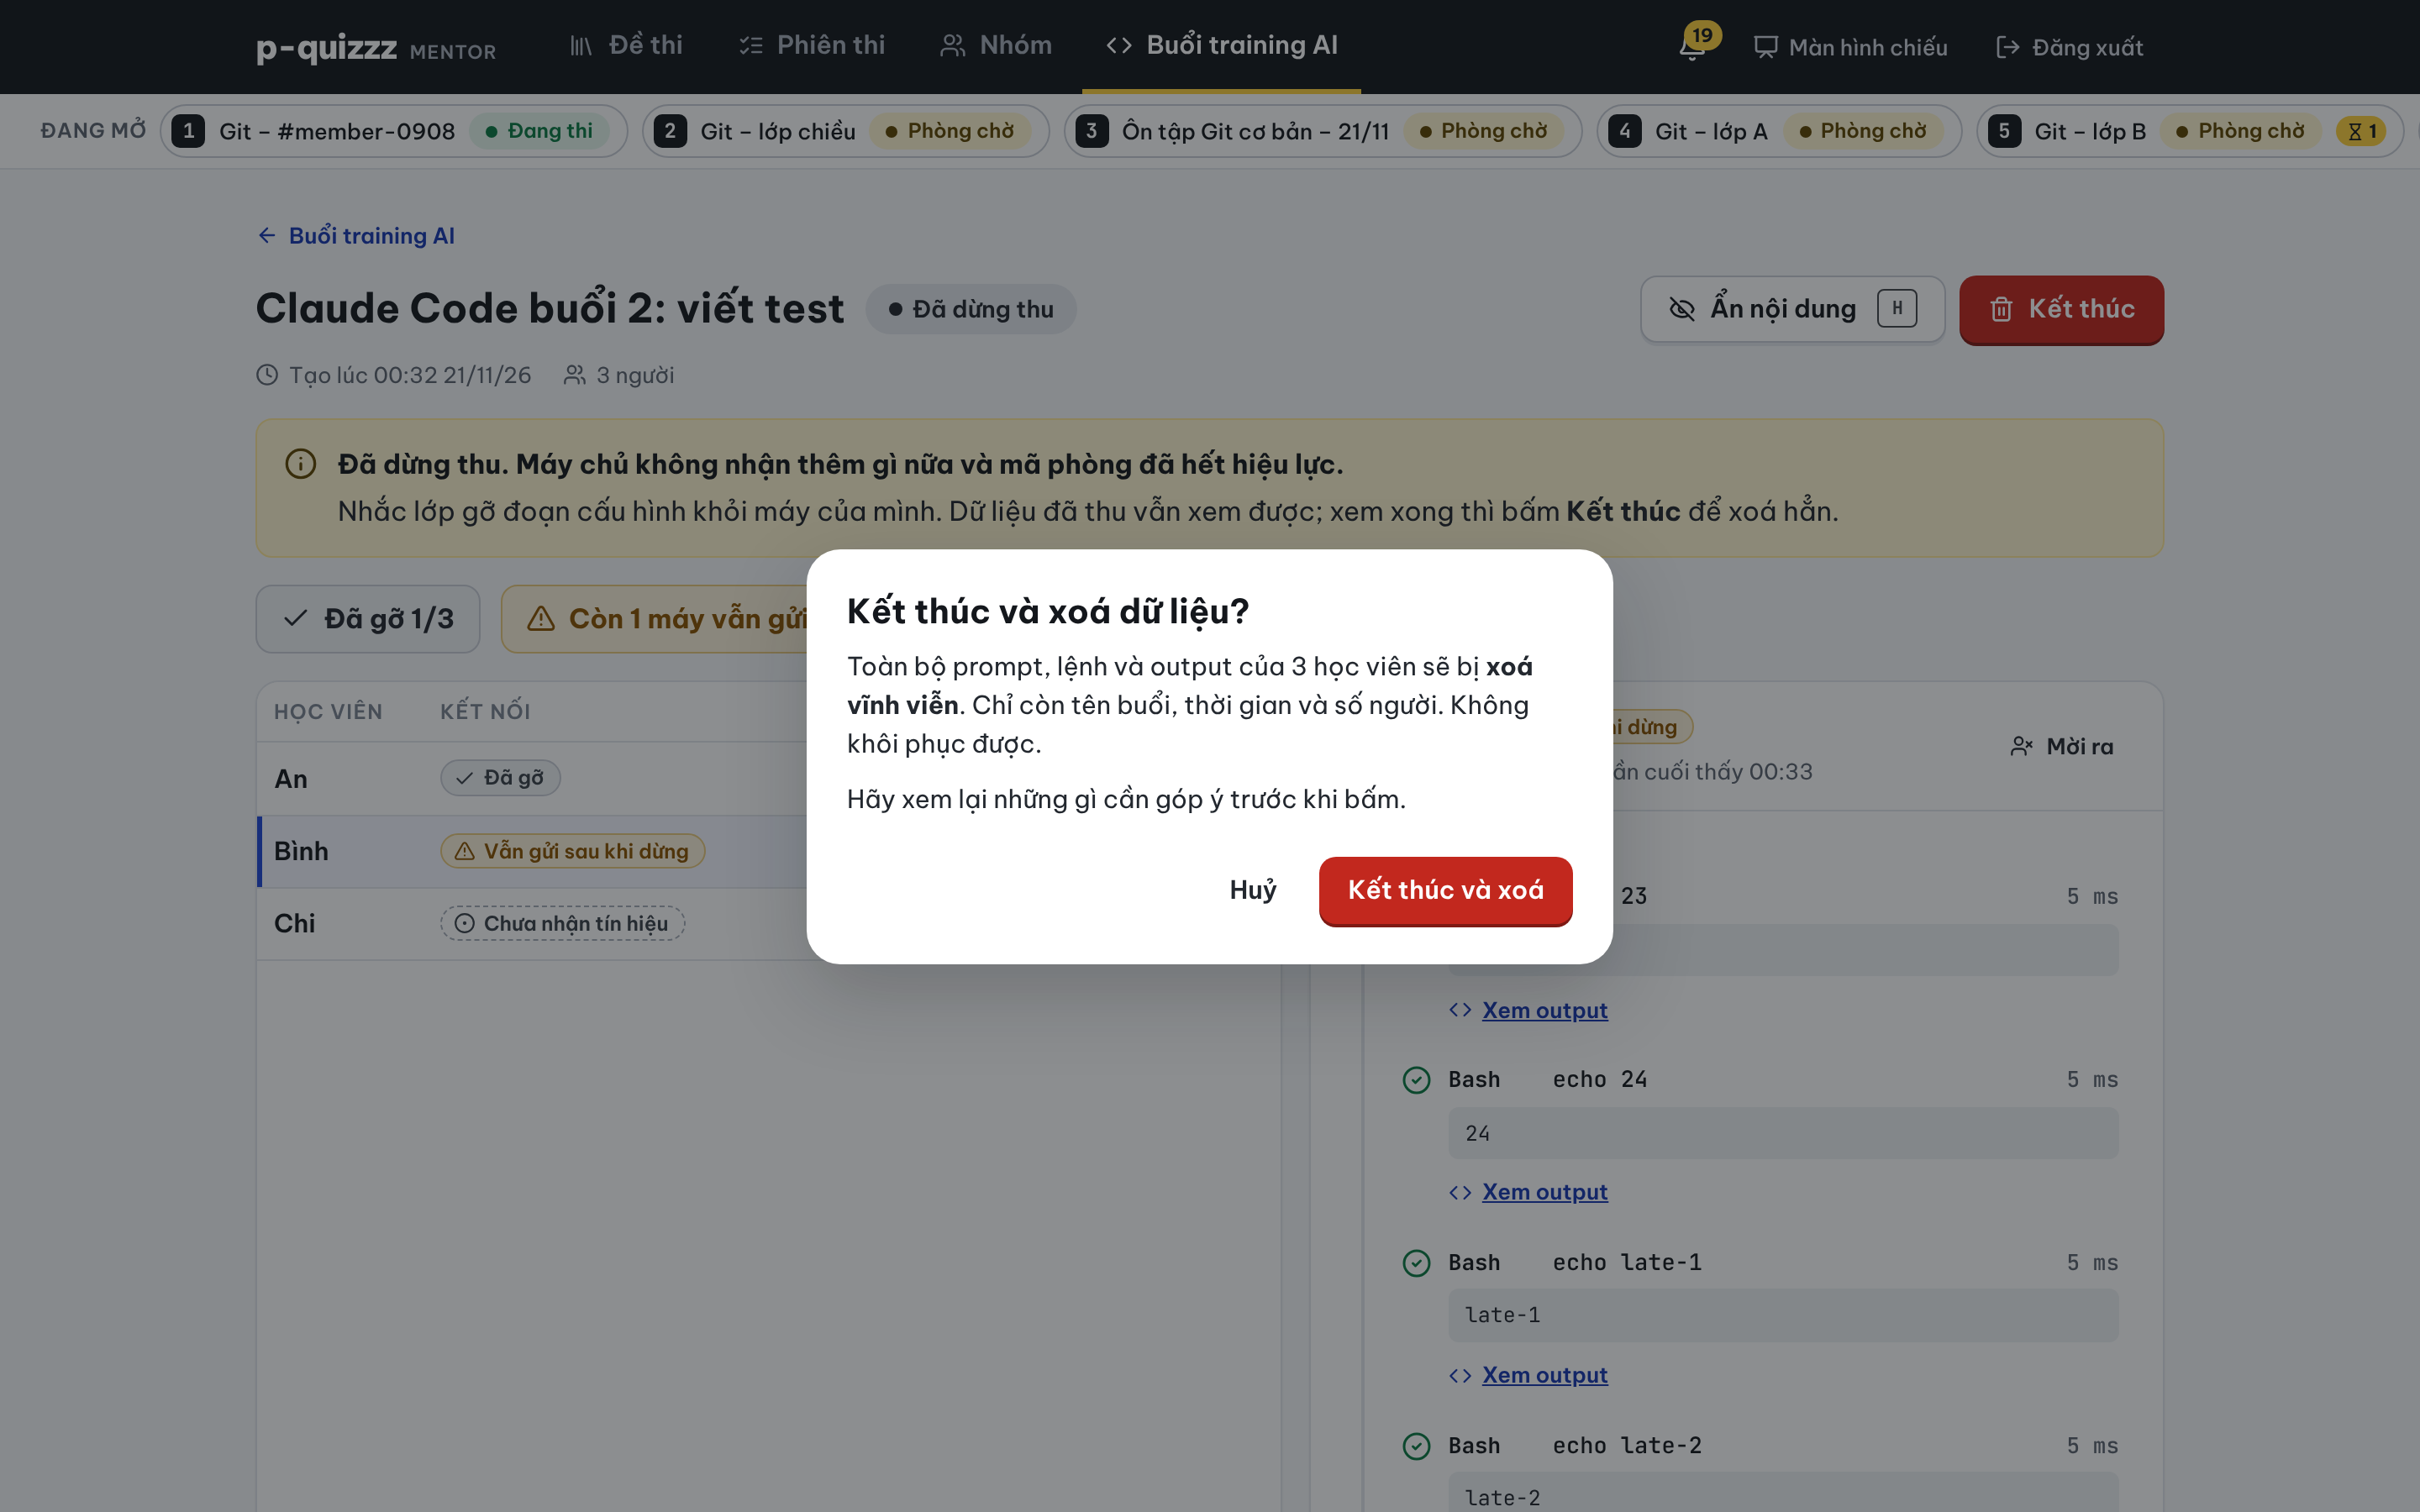 p-quizzz MENTOR
Đề thi
Phiên thi
Nhóm
Buổi training AI
19
Màn hình chiếu
Đăng xuất
ĐANG MỞ
1 Git – #member-0908 Đang thi
2 Git – lớp chiều Phòng chờ
3 Ôn tập Git cơ bản – 21/11 Phòng chờ
4 Git – lớp A Phòng chờ
5 Git – lớp B Phòng chờ 1
Buổi training AI
Claude Code buổi 2: viết test
Đã dừng thu
Ẩn nội dung H
Kết thúc
Tạo lúc 00:32 21/11/26
3 người
Đã dừng thu. Máy chủ không nhận thêm gì nữa và mã phòng đã hết hiệu lực.
Nhắc lớp gỡ đoạn cấu hình khỏi máy của mình. Dữ liệu đã thu vẫn xem được; xem xong thì bấm Kết thúc để xoá hẳn.
Đã gỡ 1/3
Còn 1 máy vẫn gửi
HỌC VIÊN KẾT NỐI
An Đã gỡ
Bình Vẫn gửi sau khi dừng
Chi Chưa nhận tín hiệu
Kết thúc và xoá dữ liệu?
Toàn bộ prompt, lệnh và output của 3 học viên sẽ bị xoá
vĩnh viễn. Chỉ còn tên buổi, thời gian và số người. Không
khôi phục được.
Hãy xem lại những gì cần góp ý trước khi bấm.
Huỷ
Kết thúc và xoá
dừng
cuối thấy 00:33
Mời ra
23 5 ms
Xem output
Bash echo 24 5 ms
24
Xem output
Bash echo late-1 5 ms
late-1
Xem output
Bash echo late-2 5 ms
late-2